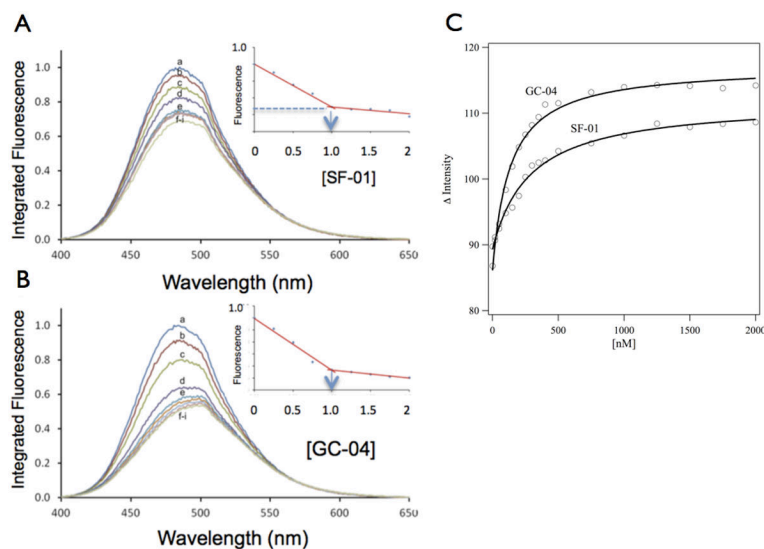 A
Integrated Fluorescence
1.0
0.8
0.6
0.4
0.2
0.0
400
450
500
550
600
650
Wavelength (nm)
a
b
c
d
e
f-i
Fluorescence
1.0
0
0.5
1.0
1.5
2
[SF-01]
B
Integrated Fluorescence
1.0
0.8
0.6
0.4
0.2
0.0
400
450
500
550
600
650
Wavelength (nm)
a
b
c
d
e
f-i
Fluorescence
1.0
0
0.5
1.0
1.5
2
[GC-04]
C
Δ Intensity
120
110
100
90
80
0
500
1000
1500
2000
[nM]
GC-04
SF-01